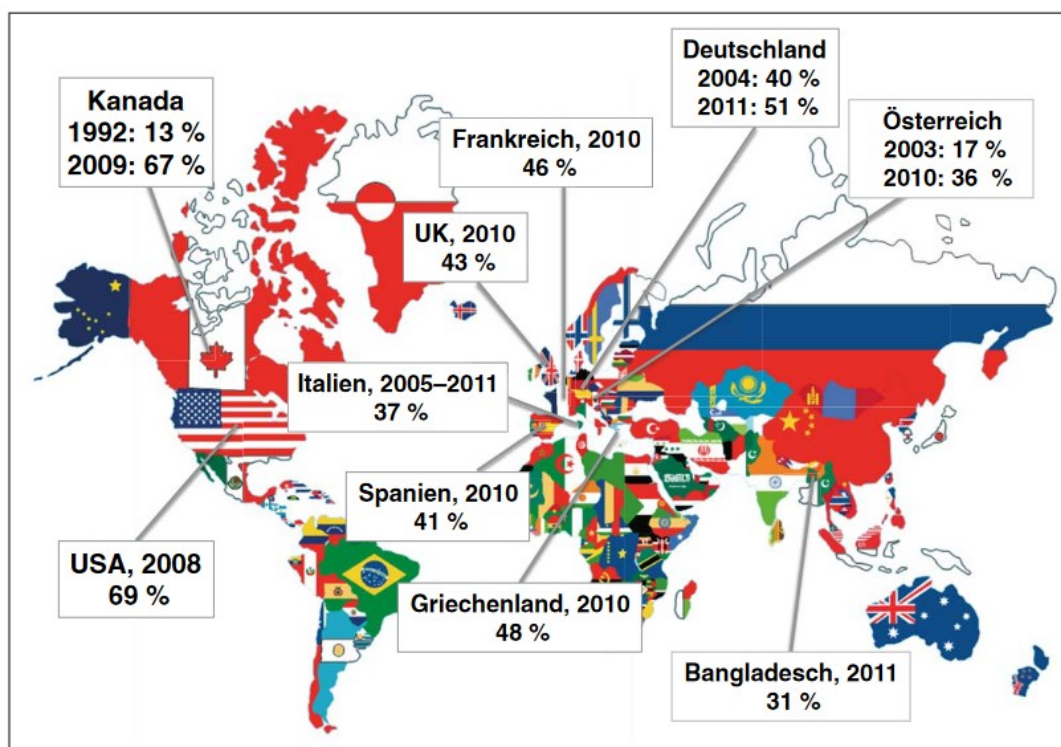 Kanada
1992: 13 %
2009: 67 %
Frankreich, 2010
46 %
Deutschland
2004: 40 %
2011: 51 %
Österreich
2003: 17 %
2010: 36 %
UK, 2010
43 %
Italien, 2005–2011
37 %
Spanien, 2010
41 %
USA, 2008
69 %
Griechenland, 2010
48 %
Bangladesch, 2011
31 %